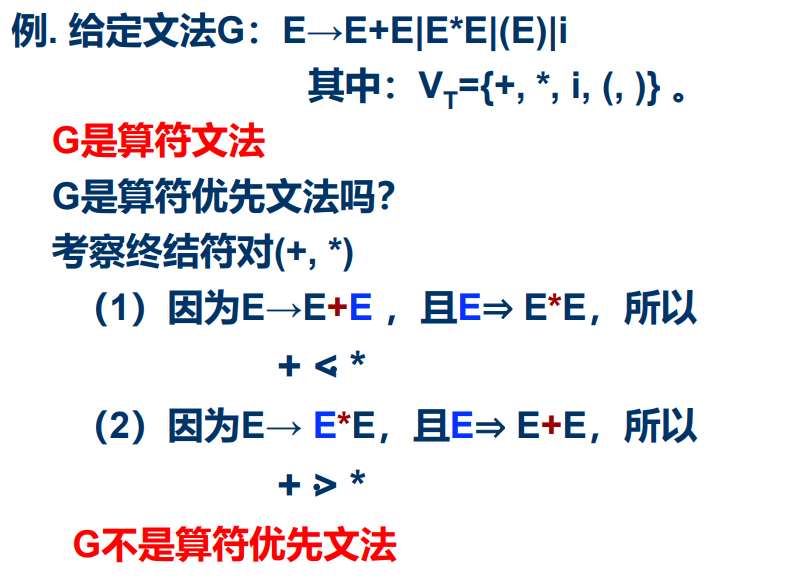 例. 给定文法G：E→E+E|E*E|(E)|i
其中：VT={+, *, i, (, )} 。
G是算符文法
G是算符优先文法吗?
考察终结符对(+, *)
（1）因为E→E+E ，且E⇒ E*E，所以
+ ⋖ *
（2）因为E→ E*E，且E⇒ E+E，所以
+ ⋗ *
G不是算符优先文法